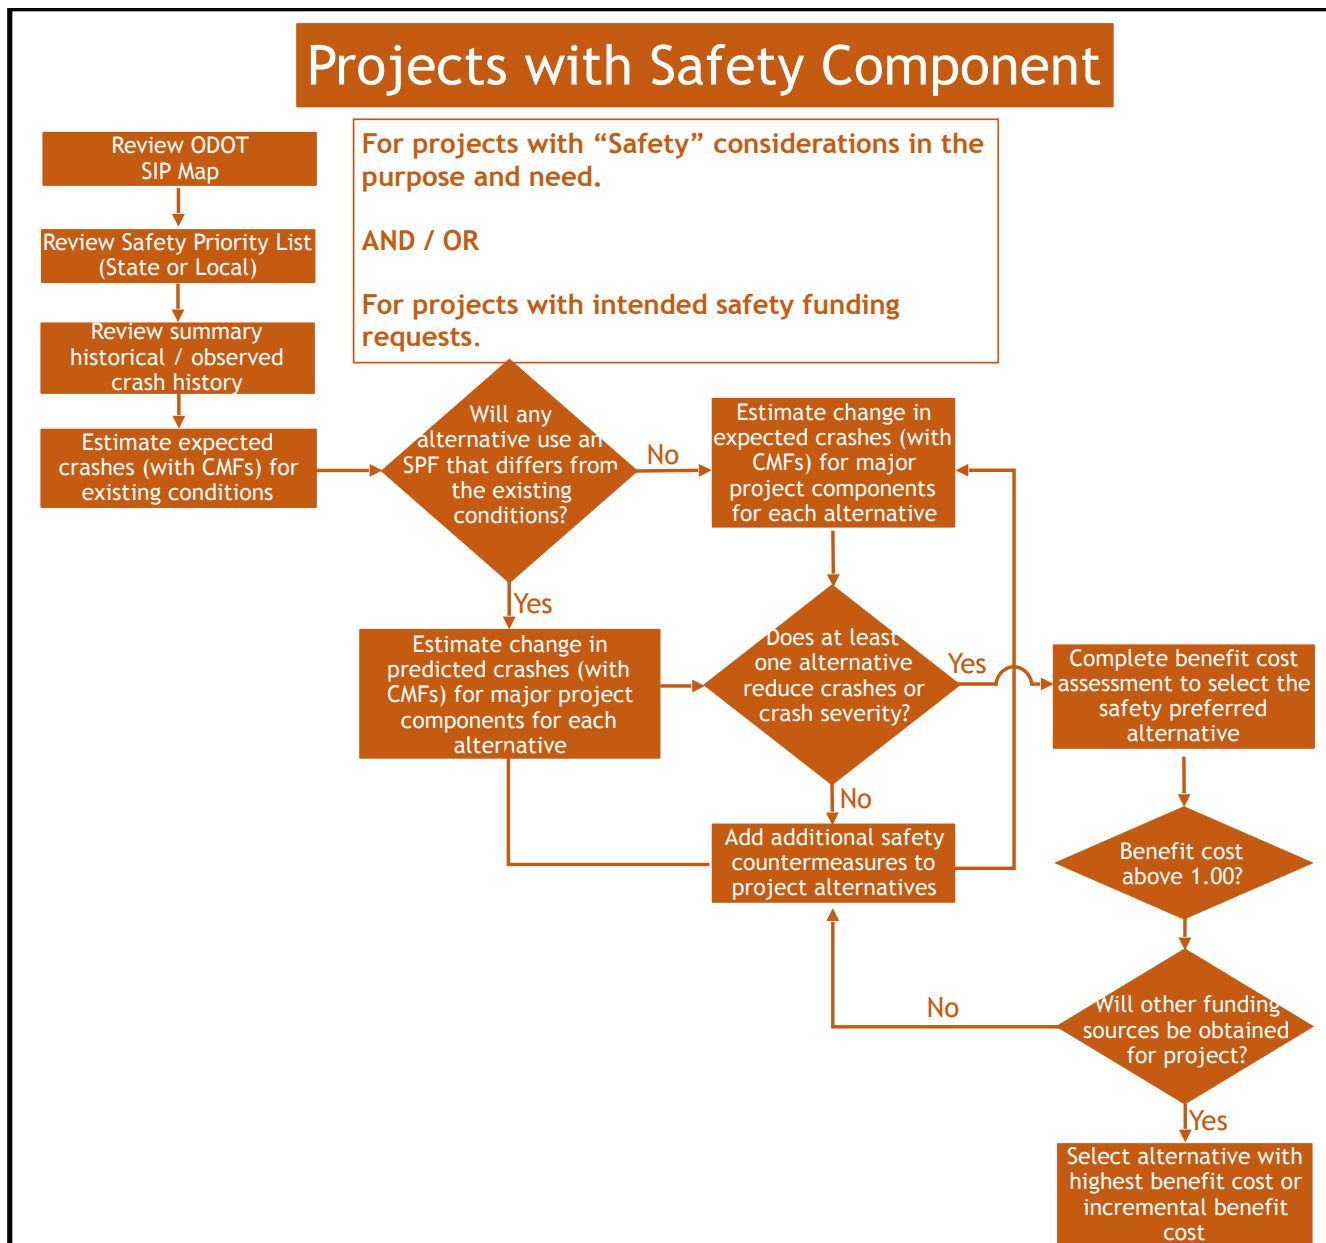 Projects with Safety Component
Review ODOT
SIP Map
Review Safety Priority List
(State or Local)
Review summary
historical / observed
crash history
Estimate expected
crashes (with CMFs) for
existing conditions
For projects with “Safety” considerations in the
purpose and need.
AND / OR
For projects with intended safety funding
requests.
Will any
alternative use an
SPF that differs from
the existing
conditions?
No
Estimate change in
expected crashes (with
CMFs) for major
project components
for each alternative
Yes
Estimate change in
predicted crashes (with
CMFs) for major project
components for each
alternative
Does at least
one alternative
reduce crashes or
crash severity?
Yes
Complete benefit cost
assessment to select the
safety preferred
alternative
No
Add additional safety
countermeasures to
project alternatives
Benefit cost
above 1.00?
Will other funding
sources be obtained
for project?
No
Yes
Select alternative with
highest benefit cost or
incremental benefit
cost